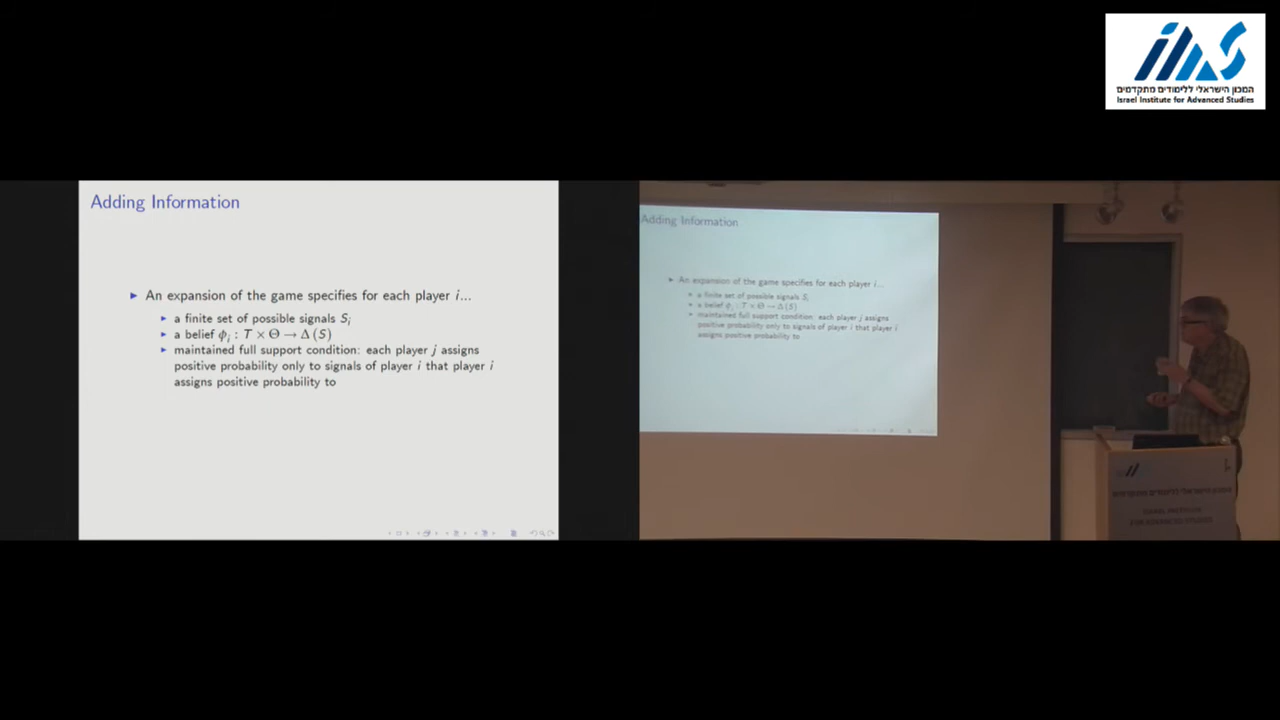 המכון הישראלי ללימודים מתקדמים
Israel Institute for Advanced Studies
Adding Information
An expansion of the game specifies for each player i...
a finite set of possible signals Sᵢ
a belief ϕᵢ : T × Θ → Δ (S)
maintained full support condition: each player j assigns
positive probability only to signals of player i that player i
assigns positive probability to
Adding Information
An expansion of the game specifies for each player i...
a finite set of possible signals Sᵢ
a belief ϕᵢ : T × Θ → Δ (S)
maintained full support condition: each player j assigns
positive probability only to signals of player i that player i
assigns positive probability to